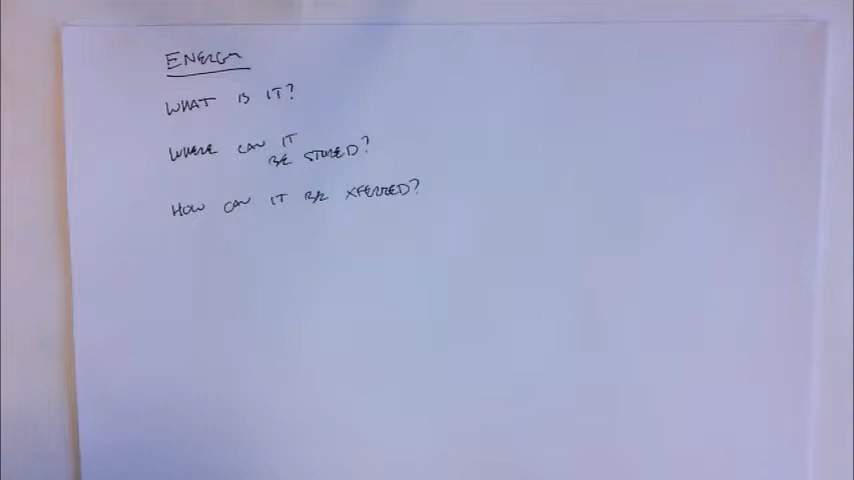 ENERGY
WHAT IS IT?
WHERE CAN IT
BE STORED?
HOW CAN IT BE XFERRED?